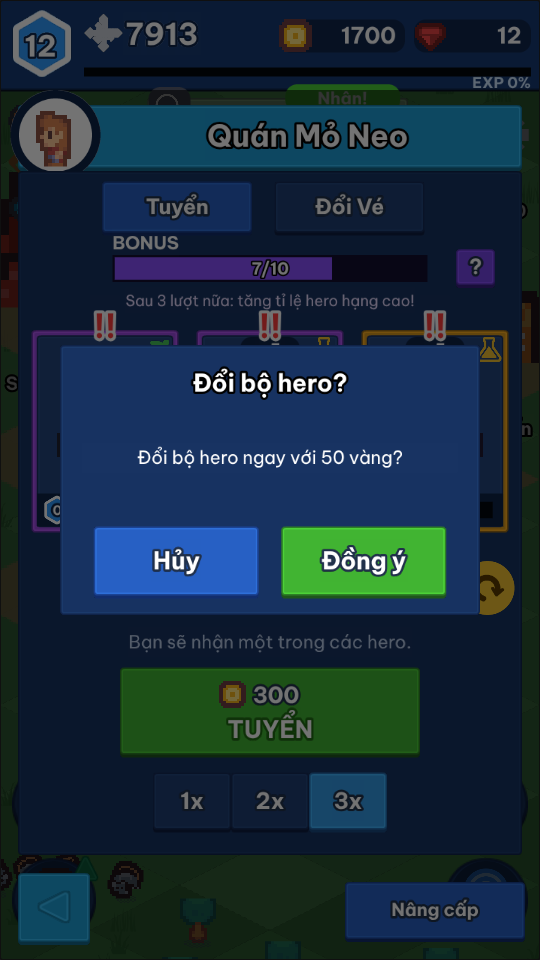 12
7913
1700
12
EXP 0%
Nhận!
Quán Mỏ Neo
Tuyển
Đổi Vé
BONUS
7/10
?
Sau 3 lượt nữa: tăng tỉ lệ hero hạng cao!
!! !! !!
Đổi bộ hero?
Đổi bộ hero ngay với 50 vàng?
Hủy
Đồng ý
Bạn sẽ nhận một trong các hero.
300
TUYỂN
1x
2x
3x
Nâng cấp